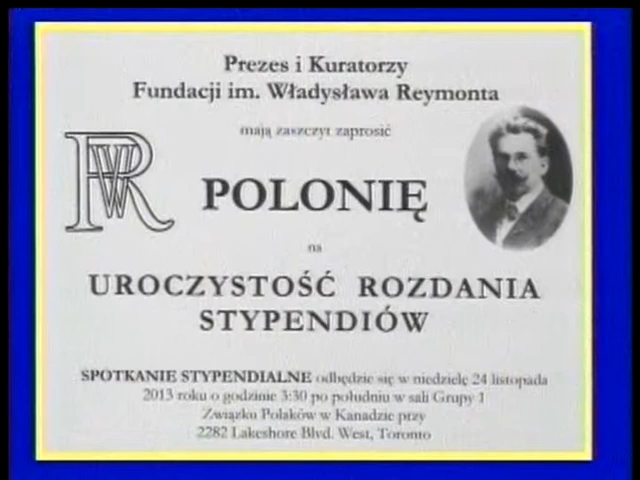 Prezes i Kuratorzy
Fundacji im. Władysława Reymonta
mają zaszczyt zaprosić
RW
POLONIĘ
na
UROCZYSTOŚĆ ROZDANIA
STYPENDIÓW
SPOTKANIE STYPENDIALNE odbędzie się w niedzielę 24 listopada
2013 roku o godzinie 3:30 po południu w sali Grupy 1
Związku Polaków w Kanadzie przy
2282 Lakeshore Blvd. West, Toronto